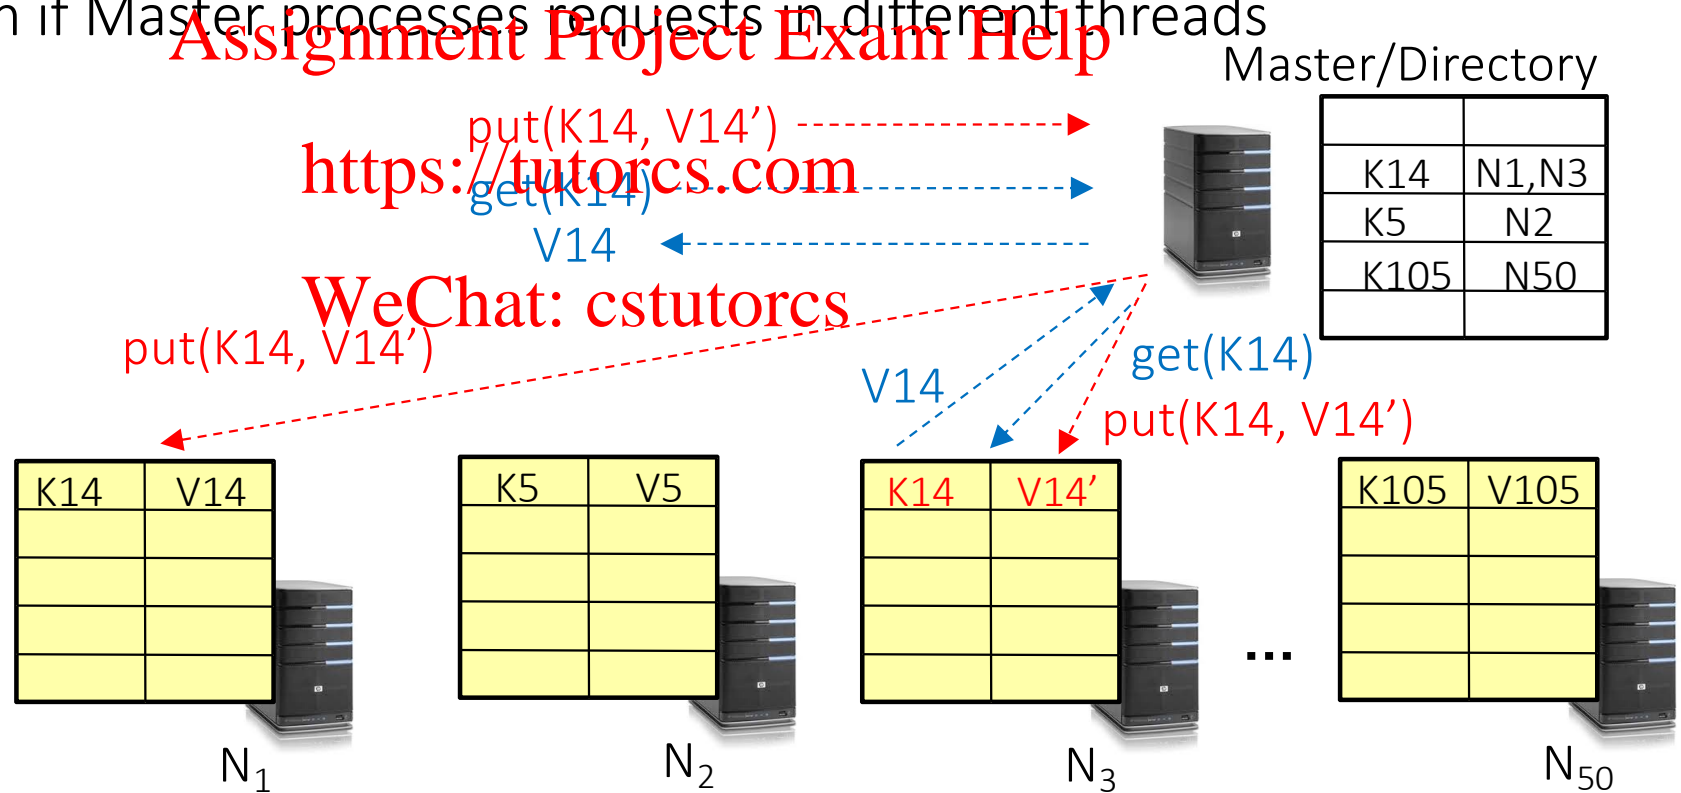 n if Master processes requests in different threads
Assignment Project Exam Help
Master/Directory
put(K14, V14’)
https://tutorcs.com
get(K14)
V14
K14 N1,N3
K5 N2
K105 N50
WeChat: cstutorcs
put(K14, V14’)
V14
get(K14)
put(K14, V14’)
K14 V14
K5 V5
K14 V14’
K105 V105
...
N1
N2
N3
N50